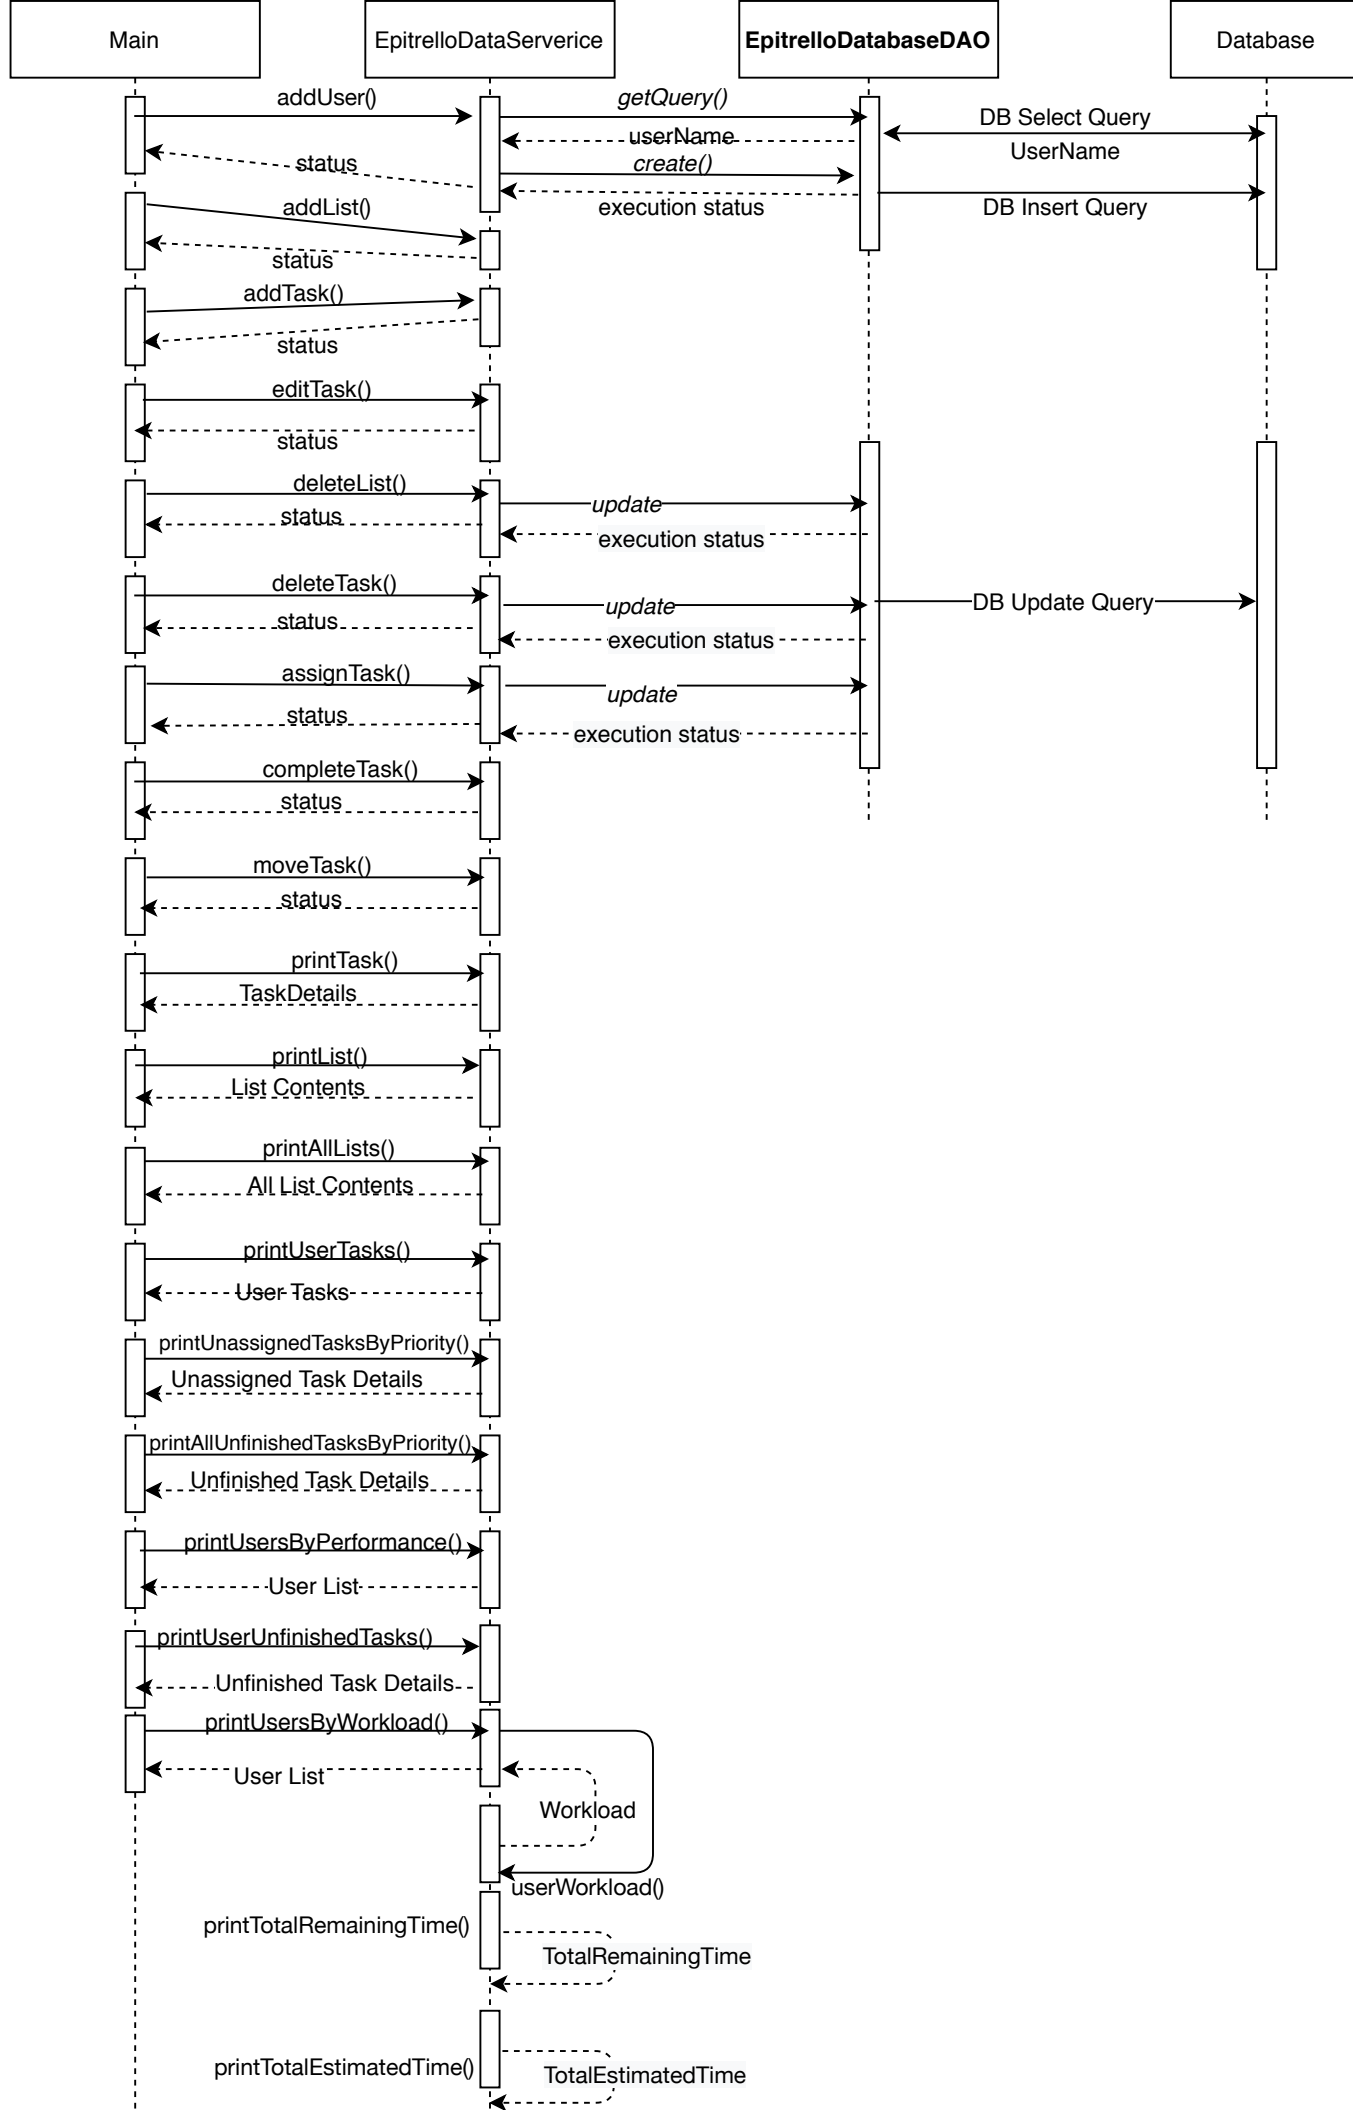 Main
EpitrelloDataServerice
EpitrelloDatabaseDAO
Database
addUser()
getQuery()
DB Select Query
userName
UserName
status
create()
addList()
execution status
DB Insert Query
status
addTask()
status
editTask()
status
deleteList()
update
status
execution status
deleteTask()
update
DB Update Query
status
execution status
assignTask()
update
status
execution status
completeTask()
status
moveTask()
status
printTask()
TaskDetails
printList()
List Contents
printAllLists()
All List Contents
printUserTasks()
User Tasks
printUnassignedTasksByPriority()
Unassigned Task Details
printAllUnfinishedTasksByPriority()
Unfinished Task Details
printUsersByPerformance()
User List
printUserUnfinishedTasks()
Unfinished Task Details
printUsersByWorkload()
User List
Workload
userWorkload()
printTotalRemainingTime()
TotalRemainingTime
printTotalEstimatedTime()
TotalEstimatedTime